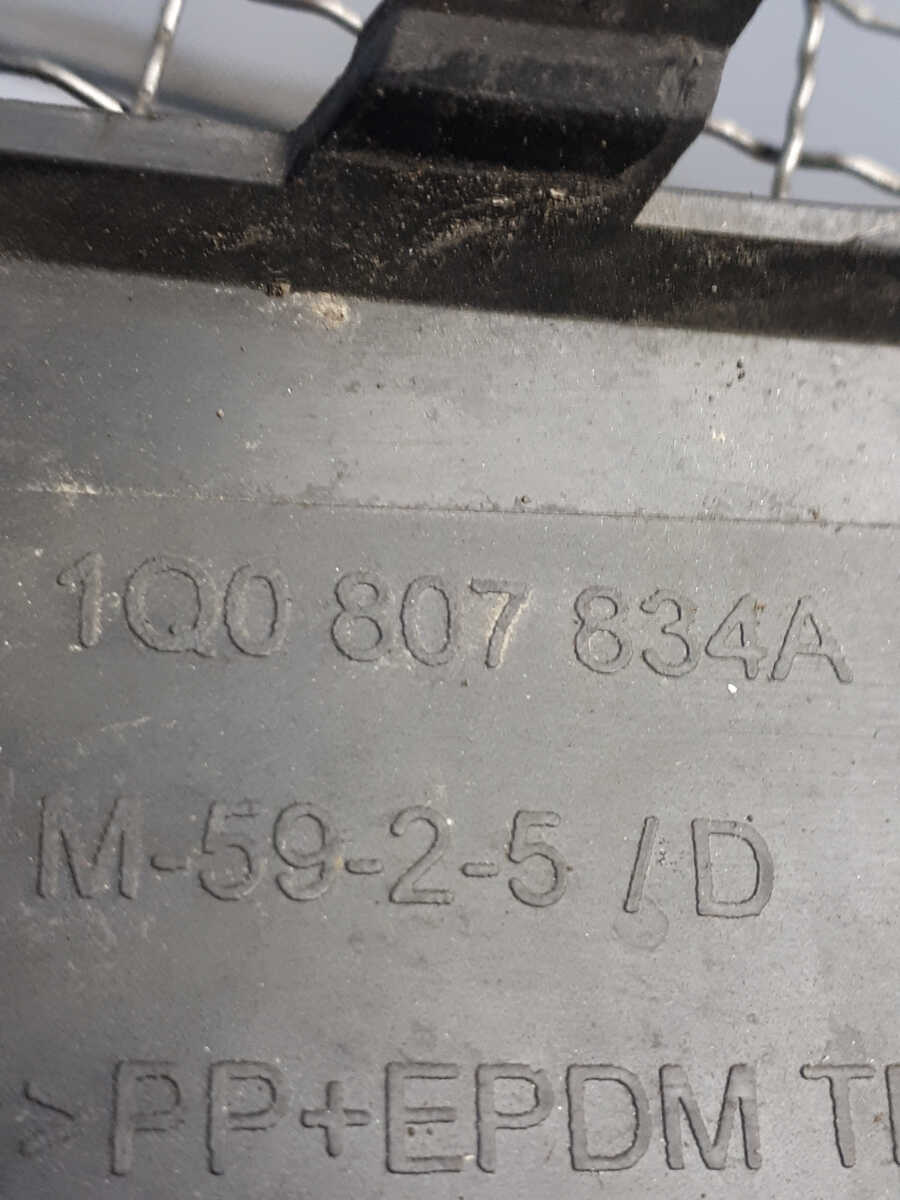 1Q0 807 834A
M-59-2-5 /D
>PP+EPDM T